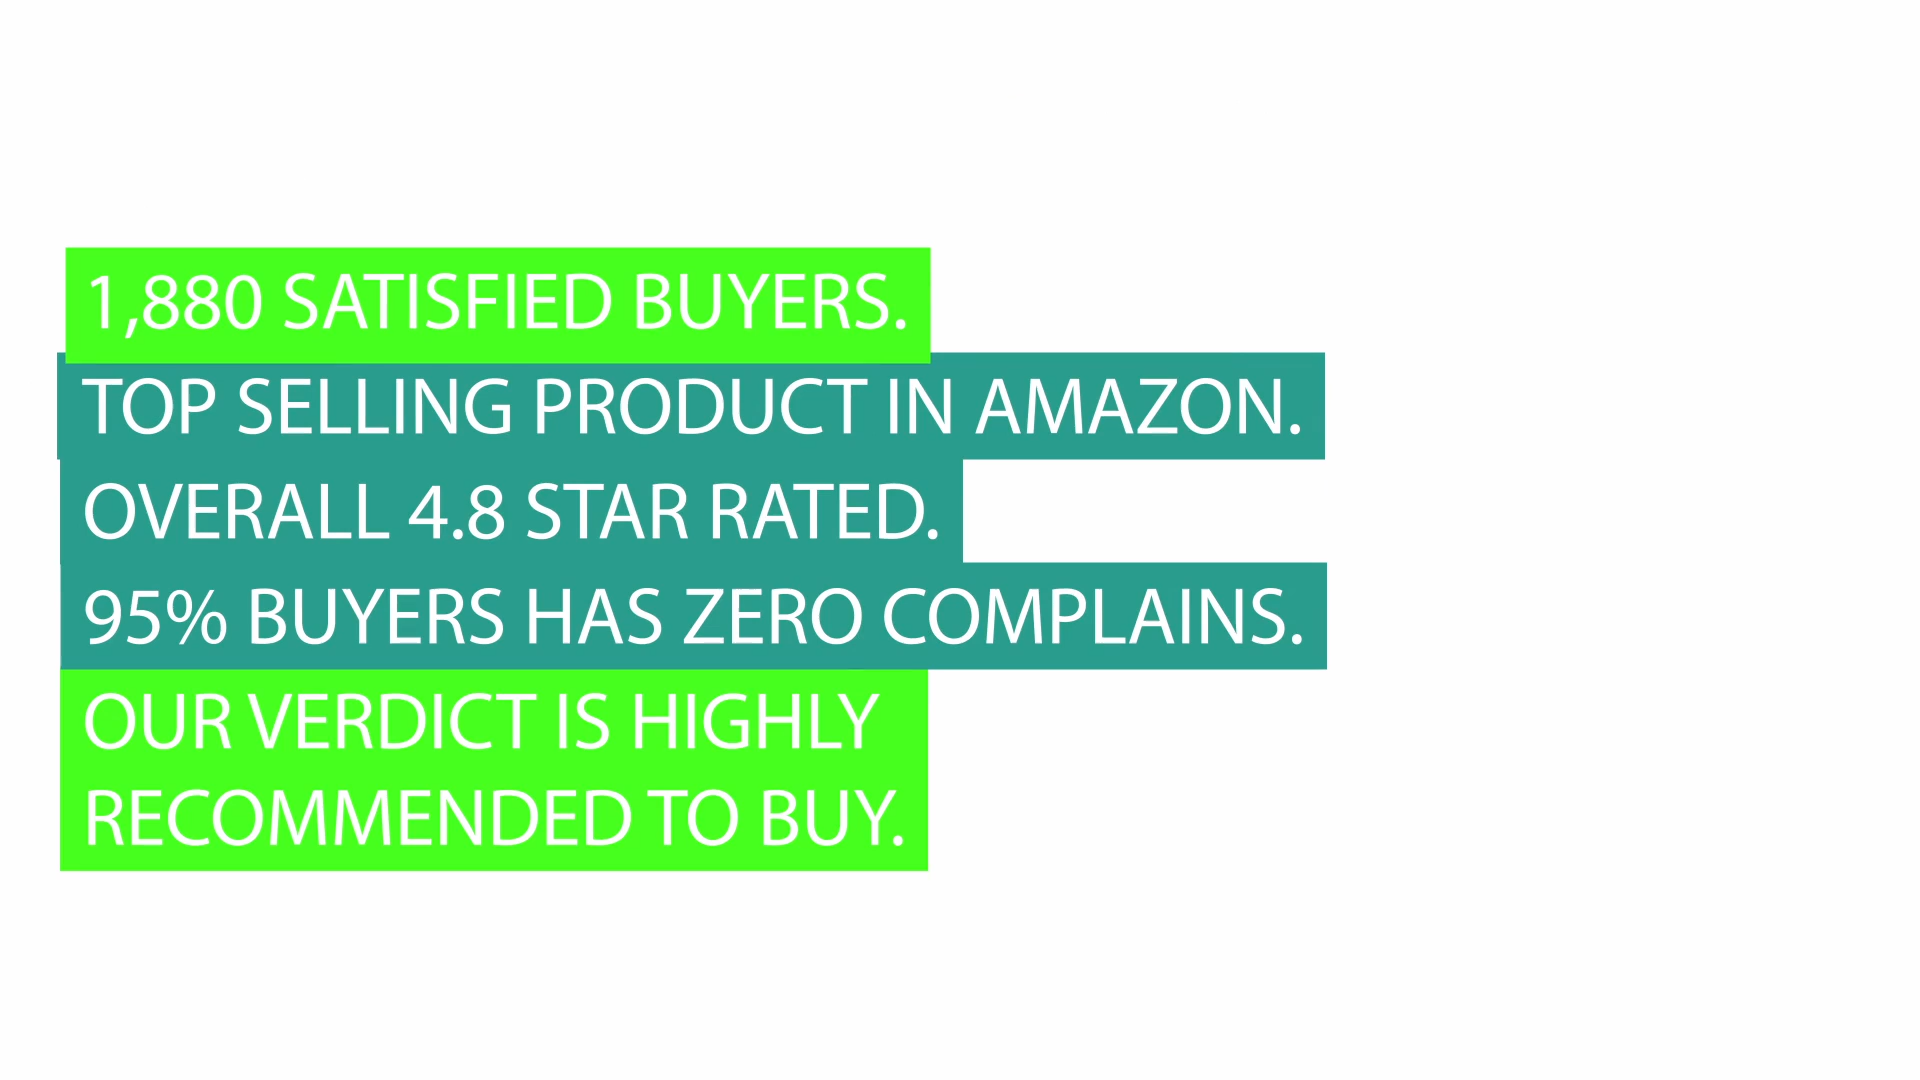 1,880 SATISFIED BUYERS.
TOP SELLING PRODUCT IN AMAZON.
OVERALL 4.8 STAR RATED.
95% BUYERS HAS ZERO COMPLAINS.
OUR VERDICT IS HIGHLY
RECOMMENDED TO BUY.